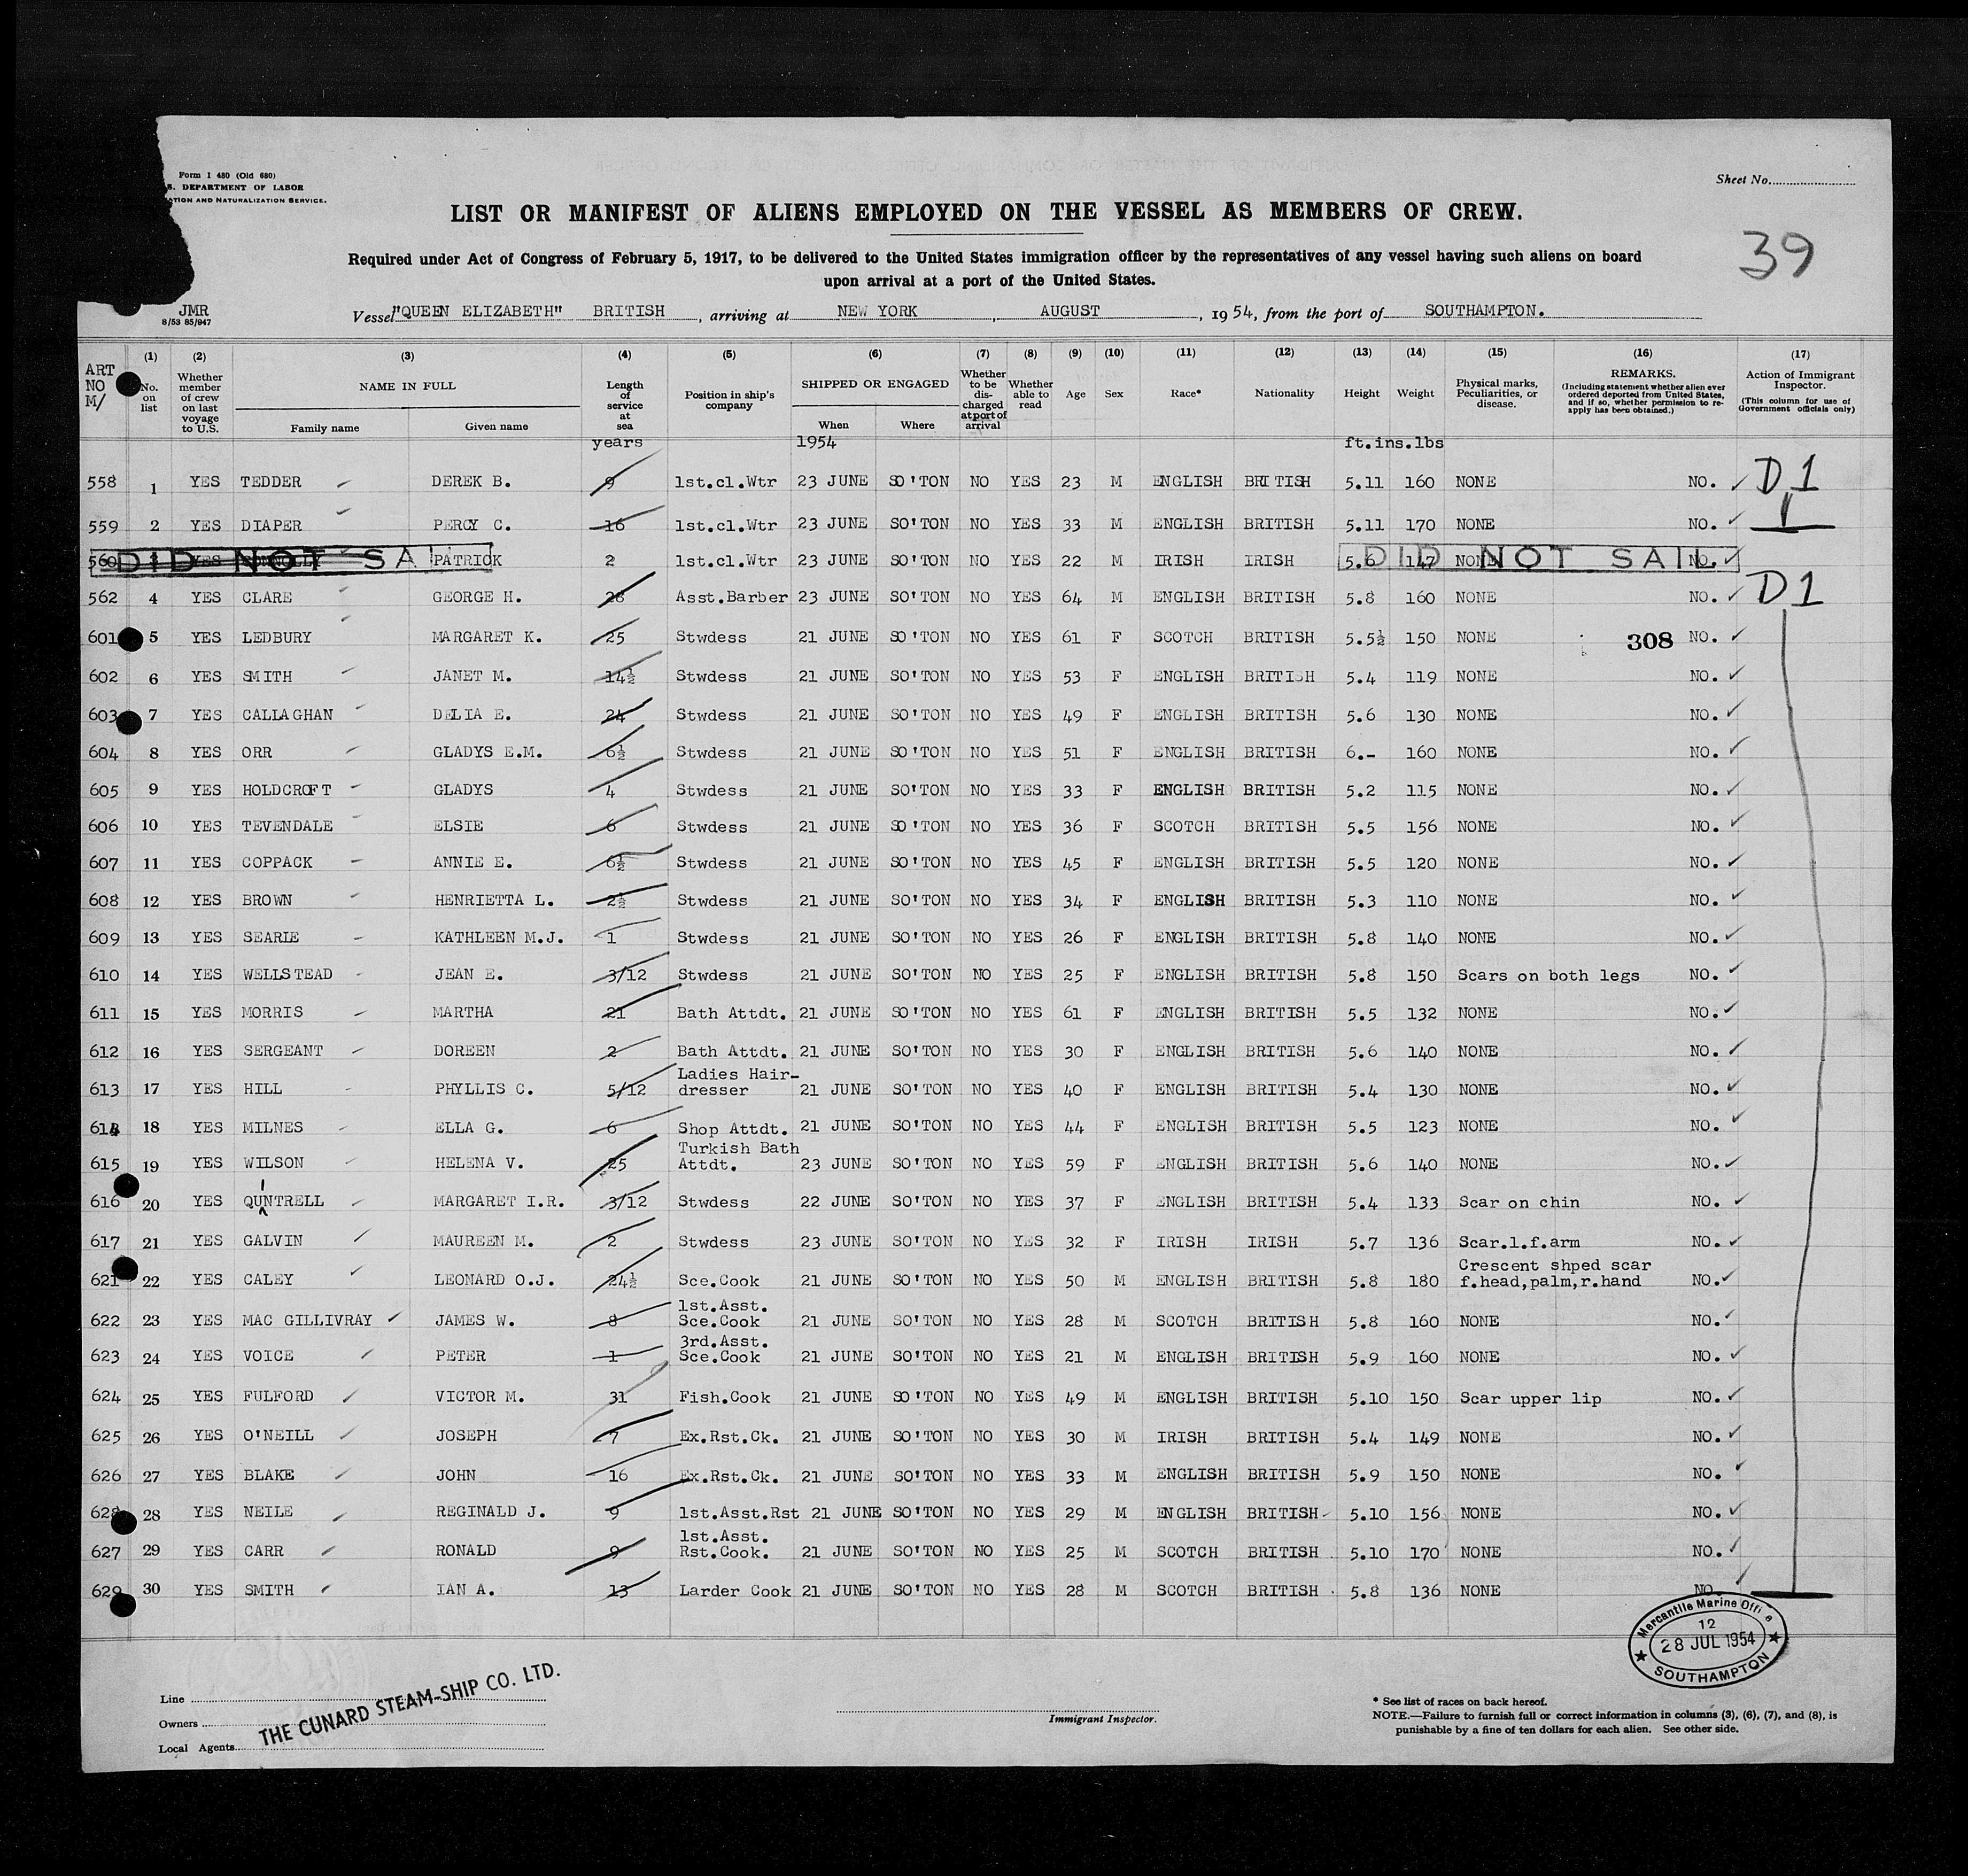 Form I 480 (Old 680)
S. DEPARTMENT OF LABOR
ATION AND NATURALIZATION SERVICE.
Sheet No.
LIST OR MANIFEST OF ALIENS EMPLOYED ON THE VESSEL AS MEMBERS OF CREW.
39
Required under Act of Congress of February 5, 1917, to be delivered to the United States immigration officer by the representatives of any vessel having such aliens on board
upon arrival at a port of the United States.
JMR
8/53 85/947
Vessel "QUEEN ELIZABETH" BRITISH, arriving at NEW YORK, AUGUST, 1954, from the port of SOUTHAMPTON.
ART NO M/ (1) No. on list (2) Whether member of crew on last voyage to U.S. (3) NAME IN FULL Family name Given name (4) Length of service at sea (5) Position in ship's company (6) SHIPPED OR ENGAGED When Where (7) Whether to be discharged at port of arrival (8) Whether able to read (9) Age (10) Sex (11) Race* (12) Nationality (13) Height (14) Weight (15) Physical marks, Peculiarities, or disease. (16) REMARKS. (Including statement whether alien ever ordered deported from United States, and if so, whether permission to re-apply has been obtained.) (17) Action of Immigrant Inspector. (This column for use of Government officials only)
years 1954 ft.ins.lbs
558 1 YES TEDDER DEREK B. 9 1st.cl.Wtr 23 JUNE SO'TON NO YES 23 M ENGLISH BRITISH 5.11 160 NONE NO. D1
559 2 YES DIAPER PERCY C. 16 1st.cl.Wtr 23 JUNE SO'TON NO YES 33 M ENGLISH BRITISH 5.11 170 NONE NO.
560 YES DID NOT SAIL PATRICK 2 1st.cl.Wtr 23 JUNE SO'TON NO YES 22 M IRISH IRISH 5.6 147 NONE DID NOT SAIL NO.
562 4 YES CLARE GEORGE H. 28 Asst.Barber 23 JUNE SO'TON NO YES 64 M ENGLISH BRITISH 5.8 160 NONE NO. D1
601 5 YES LEDBURY MARGARET K. 25 Stwdess 21 JUNE SO'TON NO YES 61 F SCOTCH BRITISH 5.5½ 150 NONE 308 NO.
602 6 YES SMITH JANET M. 14½ Stwdess 21 JUNE SO'TON NO YES 53 F ENGLISH BRITISH 5.4 119 NONE NO.
603 7 YES CALLAGHAN DELIA E. 24 Stwdess 21 JUNE SO'TON NO YES 49 F ENGLISH BRITISH 5.6 130 NONE NO.
604 8 YES ORR GLADYS E.M. 6½ Stwdess 21 JUNE SO'TON NO YES 51 F ENGLISH BRITISH 6.- 160 NONE NO.
605 9 YES HOLDCROFT GLADYS 4 Stwdess 21 JUNE SO'TON NO YES 33 F ENGLISH BRITISH 5.2 115 NONE NO.
606 10 YES TEVENDALE ELSIE 6 Stwdess 21 JUNE SO'TON NO YES 36 F SCOTCH BRITISH 5.5 156 NONE NO.
607 11 YES COPPACK ANNIE E. 6½ Stwdess 21 JUNE SO'TON NO YES 45 F ENGLISH BRITISH 5.5 120 NONE NO.
608 12 YES BROWN HENRIETTA L. 2½ Stwdess 21 JUNE SO'TON NO YES 34 F ENGLISH BRITISH 5.3 110 NONE NO.
609 13 YES SEARLE KATHLEEN M.J. 1 Stwdess 21 JUNE SO'TON NO YES 26 F ENGLISH BRITISH 5.8 140 NONE NO.
610 14 YES WELLSTEAD JEAN E. 3/12 Stwdess 21 JUNE SO'TON NO YES 25 F ENGLISH BRITISH 5.8 150 Scars on both legs NO.
611 15 YES MORRIS MARTHA 21 Bath Attdt. 21 JUNE SO'TON NO YES 61 F ENGLISH BRITISH 5.5 132 NONE NO.
612 16 YES SERGEANT DOREEN 2 Bath Attdt. 21 JUNE SO'TON NO YES 30 F ENGLISH BRITISH 5.6 140 NONE NO.
613 17 YES HILL PHYLLIS C. 5/12 Ladies Hair-dresser 21 JUNE SO'TON NO YES 40 F ENGLISH BRITISH 5.4 130 NONE NO.
614 18 YES MILNES ELLA G. 6 Shop Attdt. 21 JUNE SO'TON NO YES 44 F ENGLISH BRITISH 5.5 123 NONE NO.
615 19 YES WILSON HELENA V. 25 Turkish Bath Attdt. 23 JUNE SO'TON NO YES 59 F ENGLISH BRITISH 5.6 140 NONE NO.
616 20 YES QUINTRELL MARGARET I.R. 3/12 Stwdess 22 JUNE SO'TON NO YES 37 F ENGLISH BRITISH 5.4 133 Scar on chin NO.
617 21 YES GALVIN MAUREEN M. 2 Stwdess 23 JUNE SO'TON NO YES 32 F IRISH IRISH 5.7 136 Scar.l.f.arm NO.
621 22 YES CALEY LEONARD O.J. 24½ Sce.Cook 21 JUNE SO'TON NO YES 50 M ENGLISH BRITISH 5.8 180 Crescent shped scar f.head,palm,r.hand NO.
622 23 YES MAC GILLIVRAY JAMES W. 8 1st.Asst. Sce.Cook 21 JUNE SO'TON NO YES 28 M SCOTCH BRITISH 5.8 160 NONE NO.
623 24 YES VOICE PETER 1 3rd.Asst. Sce.Cook 21 JUNE SO'TON NO YES 21 M ENGLISH BRITISH 5.9 160 NONE NO.
624 25 YES FULFORD VICTOR M. 31 Fish.Cook 21 JUNE SO'TON NO YES 49 M ENGLISH BRITISH 5.10 150 Scar upper lip NO.
625 26 YES O'NEILL JOSEPH 7 Ex.Rst.Ck. 21 JUNE SO'TON NO YES 30 M IRISH BRITISH 5.4 149 NONE NO.
626 27 YES BLAKE JOHN 16 Ex.Rst.Ck. 21 JUNE SO'TON NO YES 33 M ENGLISH BRITISH 5.9 150 NONE NO.
628 28 YES NEILE REGINALD J. 9 1st.Asst.Rst 21 JUNE SO'TON NO YES 29 M ENGLISH BRITISH 5.10 156 NONE NO.
627 29 YES CARR RONALD 9 1st.Asst. Rst.Cook. 21 JUNE SO'TON NO YES 25 M SCOTCH BRITISH 5.10 170 NONE NO.
629 30 YES SMITH IAN A. 13 Larder Cook 21 JUNE SO'TON NO YES 28 M SCOTCH BRITISH 5.8 136 NONE NO.
Mercantile Marine Offi e
12
28 JUL 1954
SOUTHAMPTON
Line
Owners
Local Agents
THE CUNARD STEAM-SHIP CO. LTD.
Immigrant Inspector.
* See list of races on back hereof.
NOTE.—Failure to furnish full or correct information in columns (3), (6), (7), and (8), is
punishable by a fine of ten dollars for each alien. See other side.